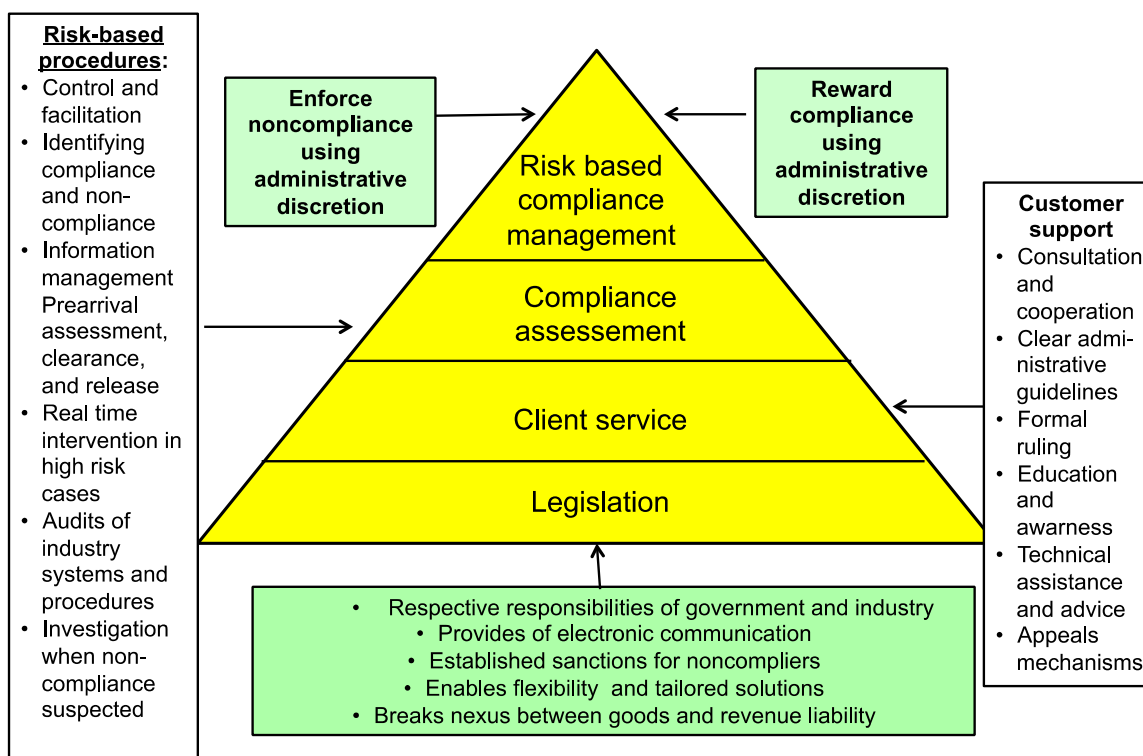 Risk-based
procedures:
• Control and
facilitation
• Identifying
compliance
and non-
compliance
• Information
management
Prearrival
assessment,
clearance,
and release
• Real time
intervention in
high risk
cases
• Audits of
industry
systems and
procedures
• Investigation
when non-
compliance
suspected
Enforce
noncompliance
using
administrative
discretion
Reward
compliance
using
administrative
discretion
Risk based
compliance
management
Compliance
assessement
Client service
Legislation
Customer
support
• Consultation
and
cooperation
• Clear admi-
nistrative
guidelines
• Formal
ruling
• Education
and
awarness
• Technical
assistance
and advice
• Appeals
mechanisms
• Respective responsibilities of government and industry
• Provides of electronic communication
• Established sanctions for noncompliers
• Enables flexibility and tailored solutions
• Breaks nexus between goods and revenue liability